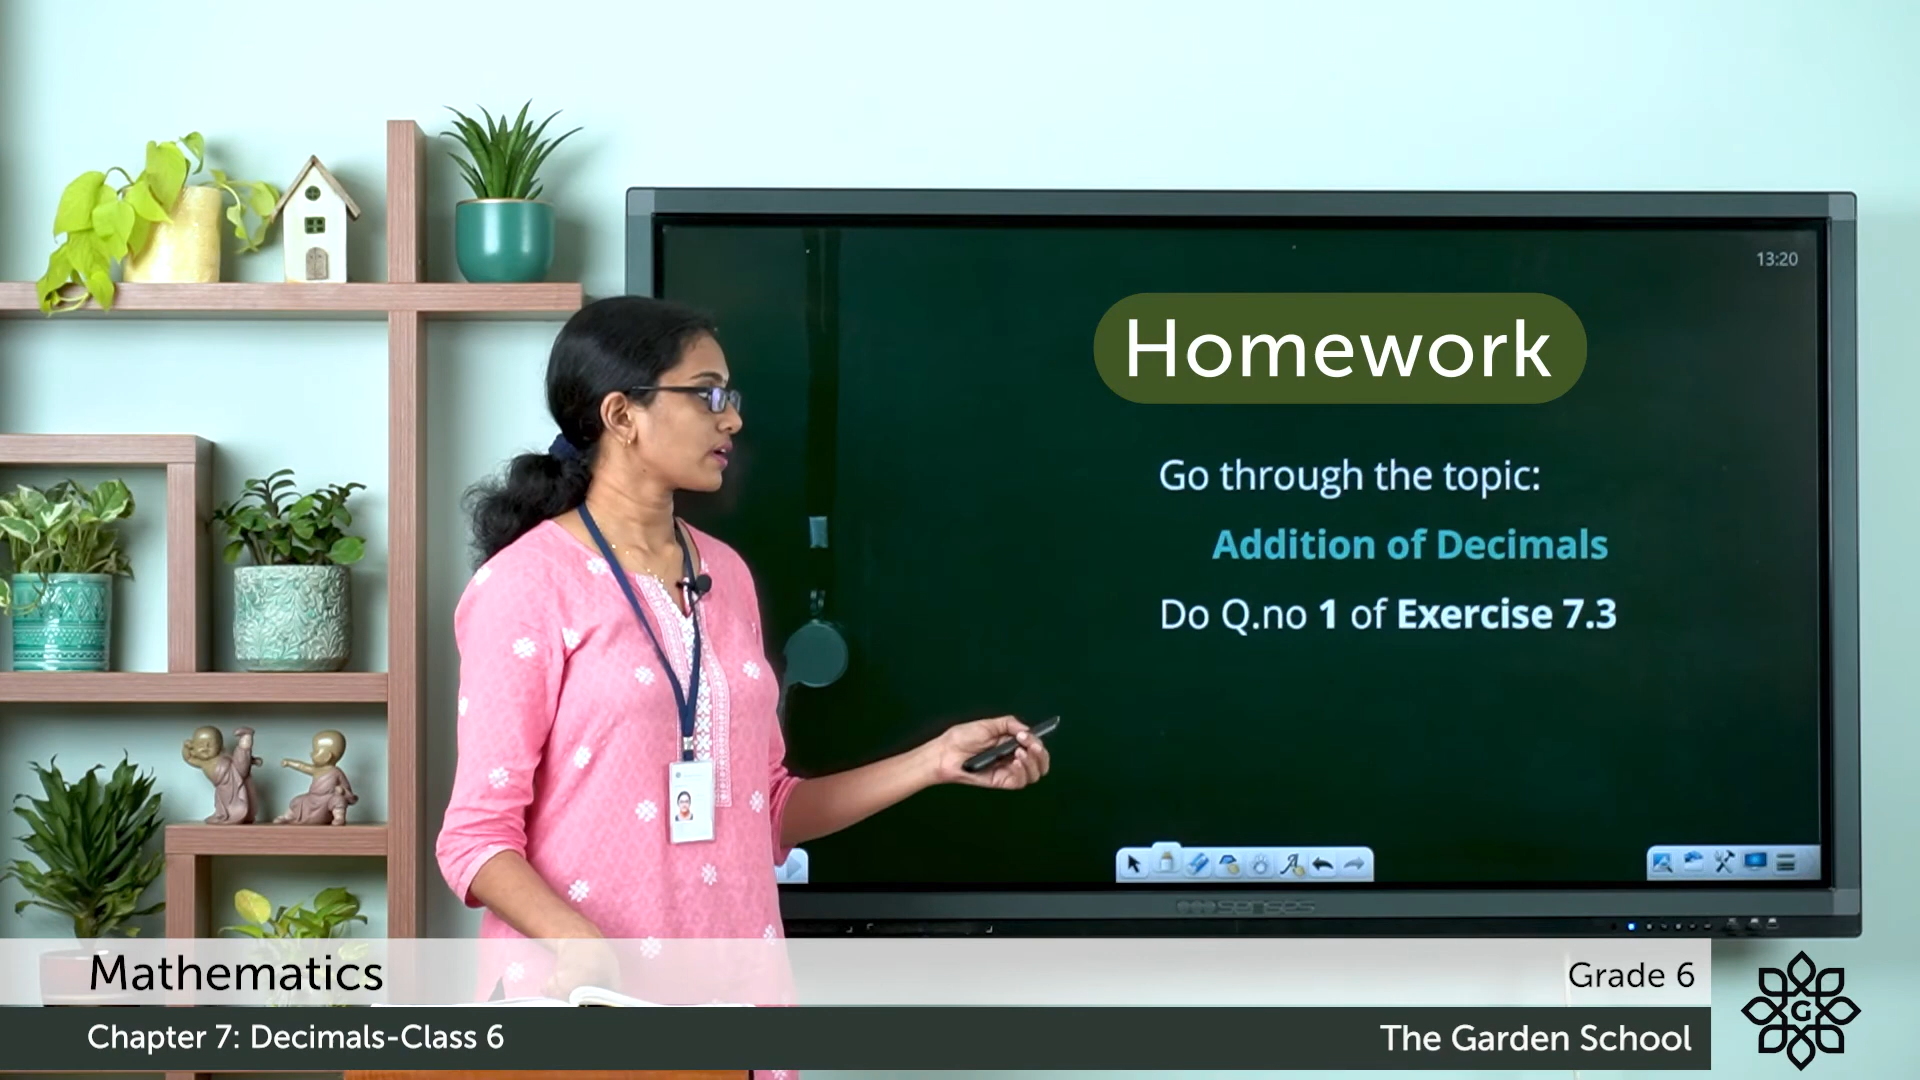 13:20
Homework
Go through the topic:
Addition of Decimals
Do Q.no 1 of Exercise 7.3
senses
Mathematics
Grade 6
Chapter 7: Decimals-Class 6
The Garden School
G